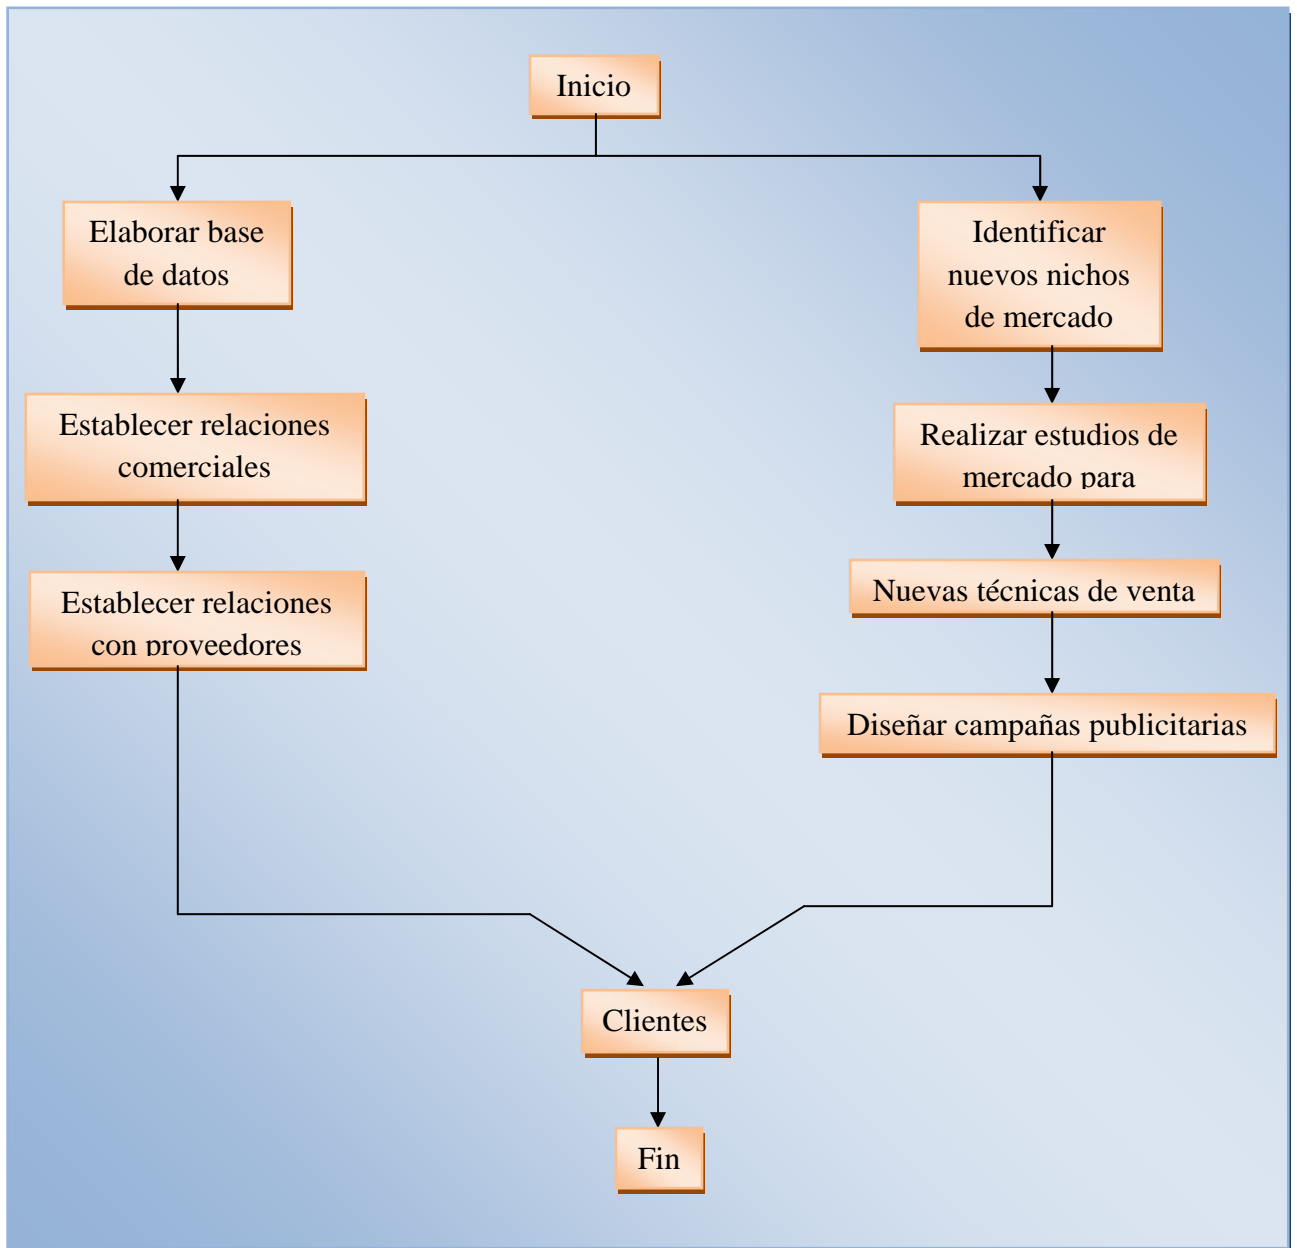 Inicio
Elaborar base
de datos
Establecer relaciones
comerciales
Establecer relaciones
con proveedores
Identificar
nuevos nichos
de mercado
Realizar estudios de
mercado para
Nuevas técnicas de venta
Diseñar campañas publicitarias
Clientes
Fin